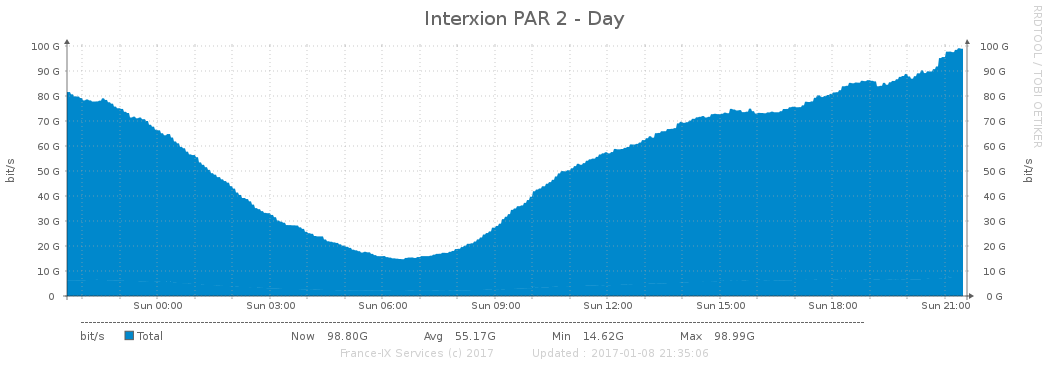 Interxion PAR 2 - Day
RRDTOOL / TOBI OETIKER
100 G 100 G
90 G 90 G
80 G 80 G
70 G 70 G
60 G 60 G
50 G 50 G
40 G 40 G
30 G 30 G
20 G 20 G
10 G 10 G
0 0 G
bit/s bit/s
Sun 00:00 Sun 03:00 Sun 06:00 Sun 09:00 Sun 12:00 Sun 15:00 Sun 18:00 Sun 21:00
bit/s Total Now 98.80G Avg 55.17G Min 14.62G Max 98.99G
France-IX Services (c) 2017 Updated : 2017-01-08 21:35:06